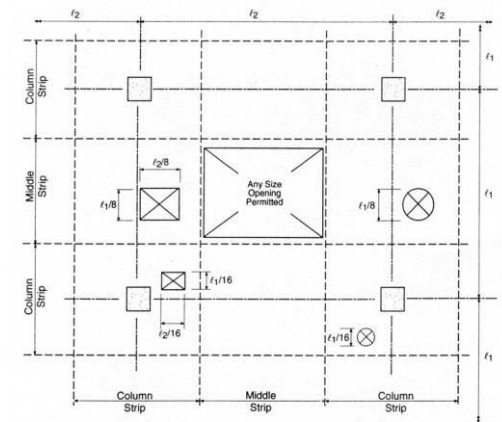 ℓ2
ℓ2
ℓ2
ℓ1
Column
Strip
ℓ2/8
Middle
Strip
ℓ1/8
Any Size
Opening
Permitted
ℓ1/8
ℓ1
Column
Strip
ℓ1/16
ℓ2/16
ℓ1/16
ℓ1
Column
Strip
Middle
Strip
Column
Strip